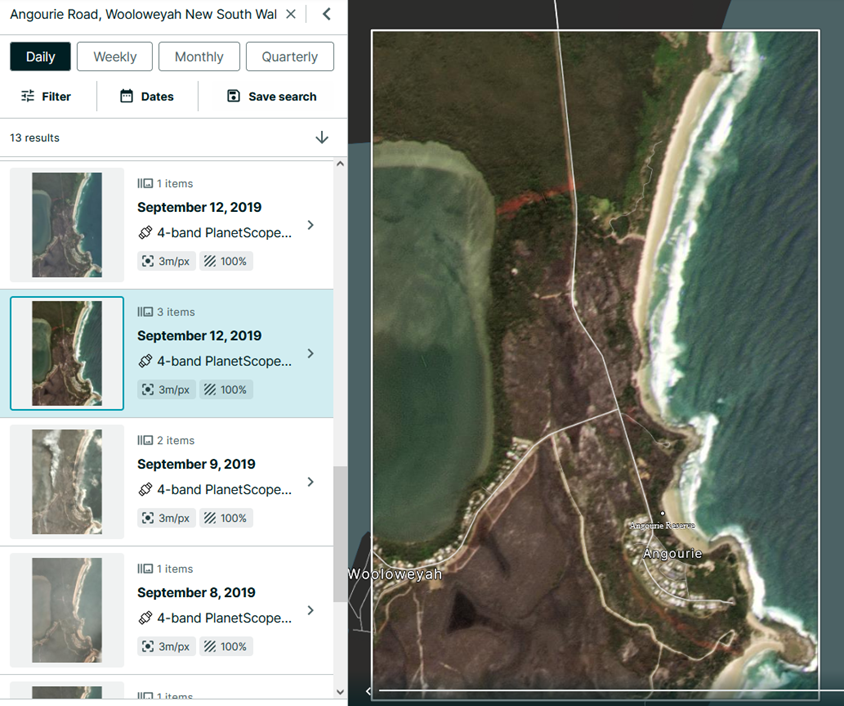 Angourie Road, Wooloweyah New South Wal
Daily
Weekly
Monthly
Quarterly
Filter
Dates
Save search
13 results
1 items
September 12, 2019
4-band PlanetScope...
3m/px
100%
3 items
September 12, 2019
4-band PlanetScope...
3m/px
100%
2 items
September 9, 2019
4-band PlanetScope...
3m/px
100%
1 items
September 8, 2019
4-band PlanetScope...
3m/px
100%
1 items
Angourie Reserve
Angourie
Wooloweyah